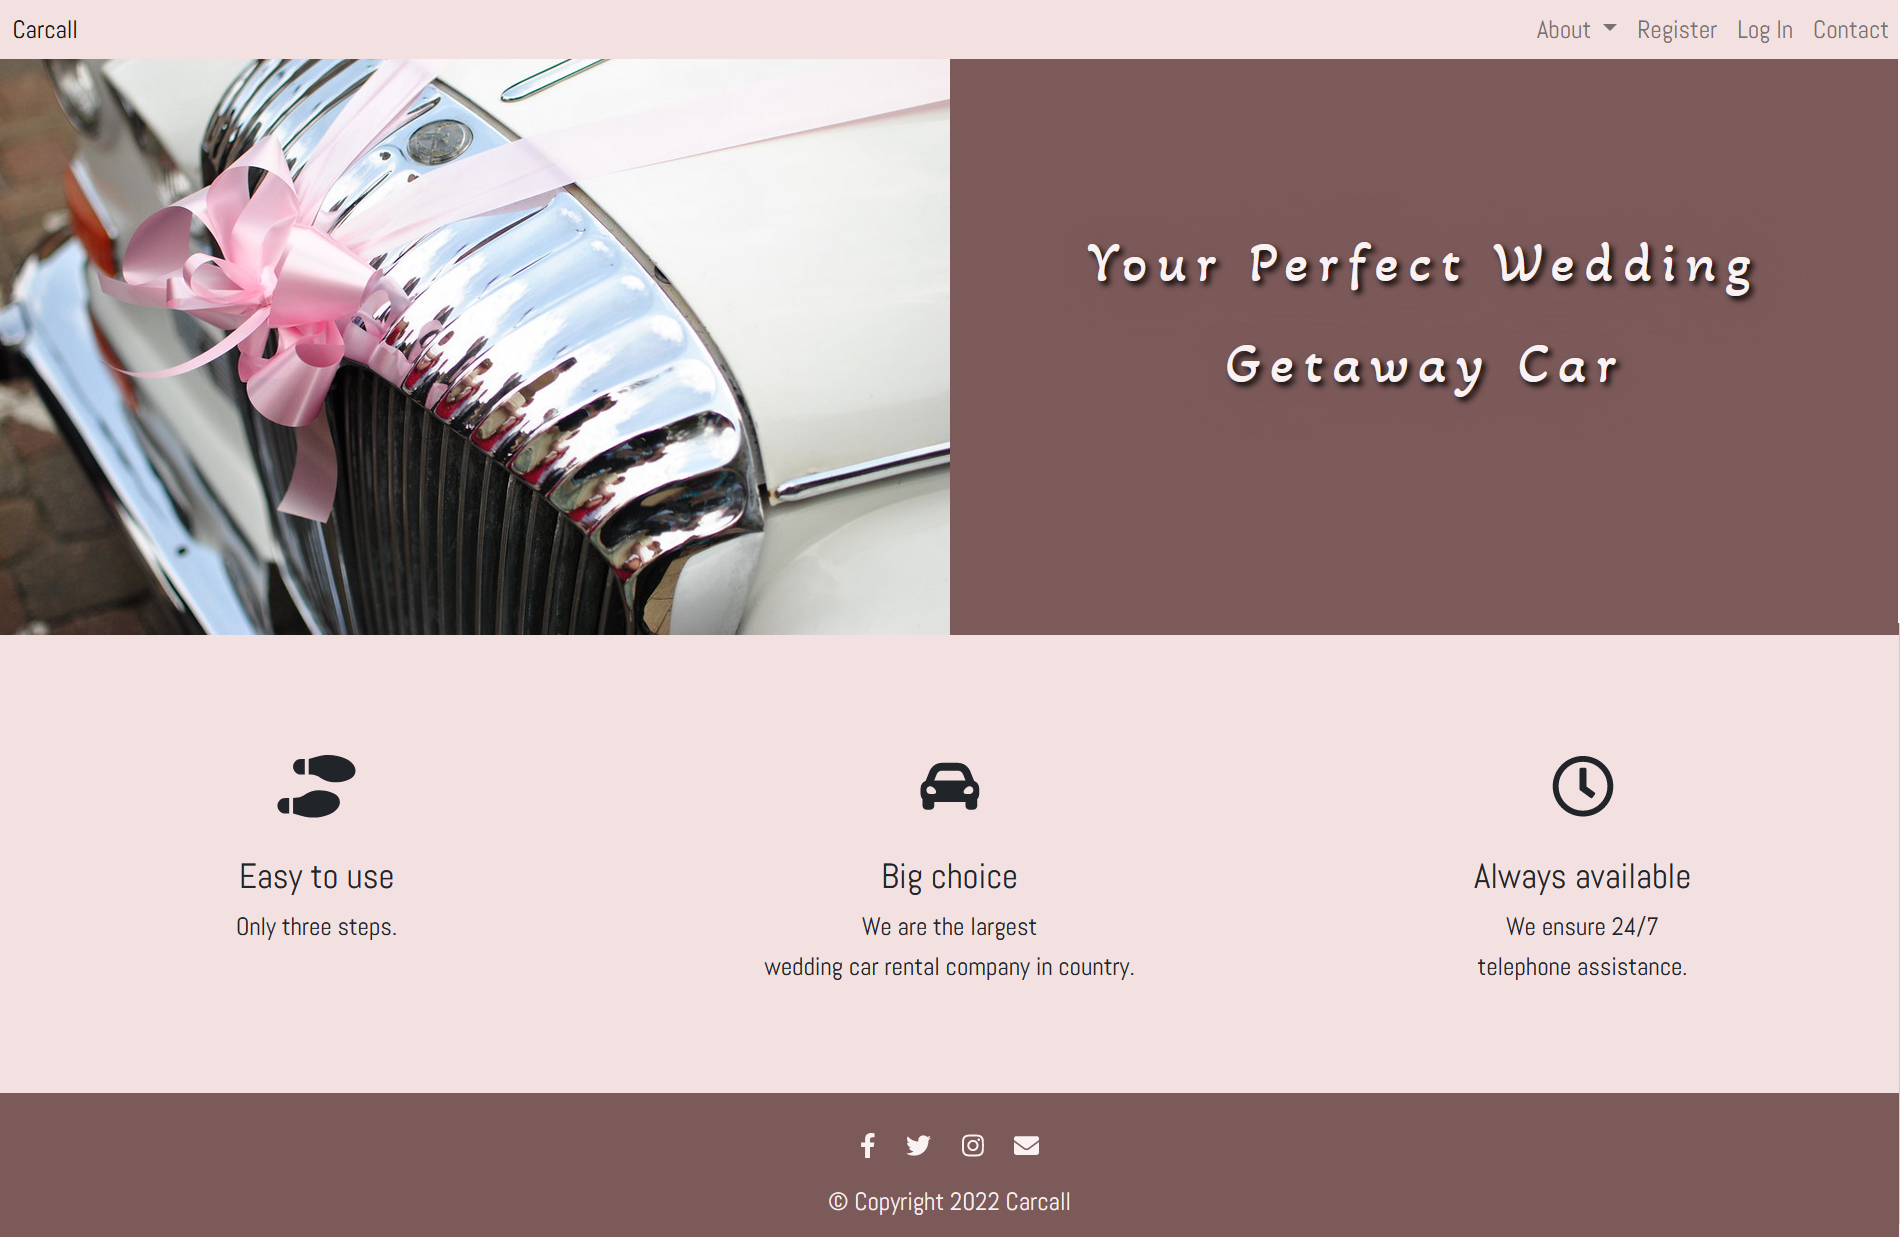 Carcall
About Register Log In Contact
Your Perfect Wedding
Getaway Car
Easy to use
Only three steps.
Big choice
We are the largest
wedding car rental company in country.
Always available
We ensure 24/7
telephone assistance.
© Copyright 2022 Carcall